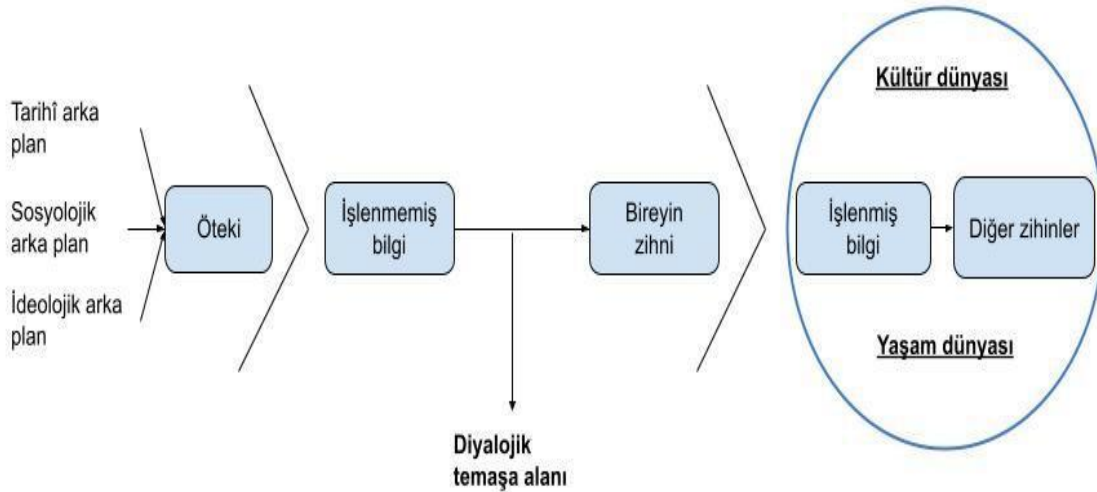 Tarihî arka
plan
Sosyolojik
arka plan
İdeolojik arka
plan
Öteki
İşlenmemiş
bilgi
Diyalojik
temaşa alanı
Bireyin
zihni
Kültür dünyası
İşlenmiş
bilgi
Diğer zihinler
Yaşam dünyası